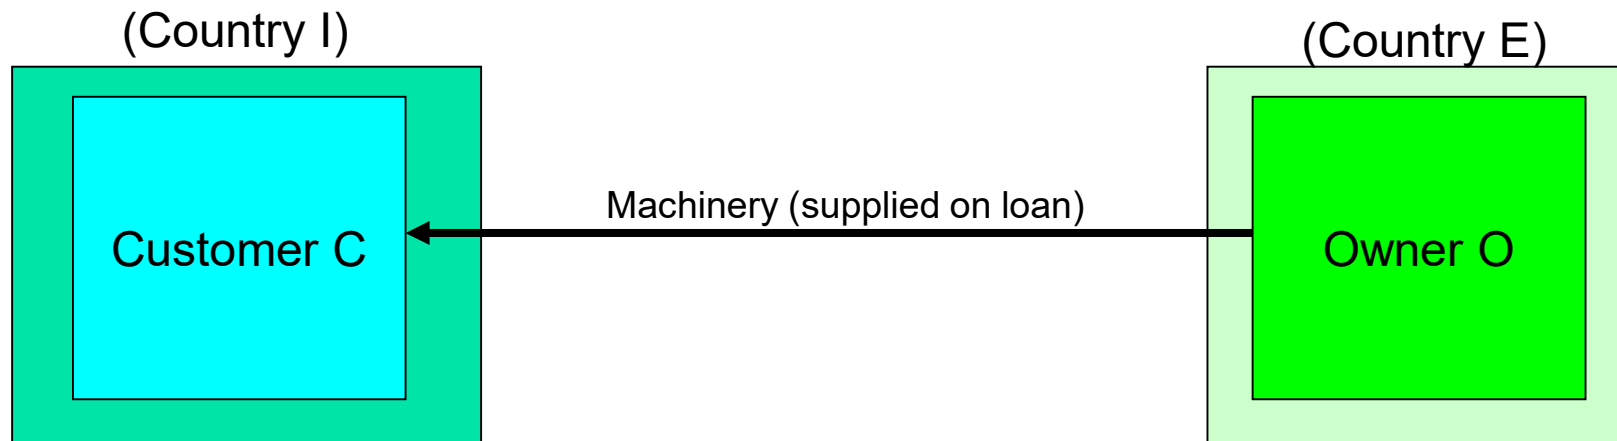 (Country I)
(Country E)
Machinery (supplied on loan)
Customer C
Owner O